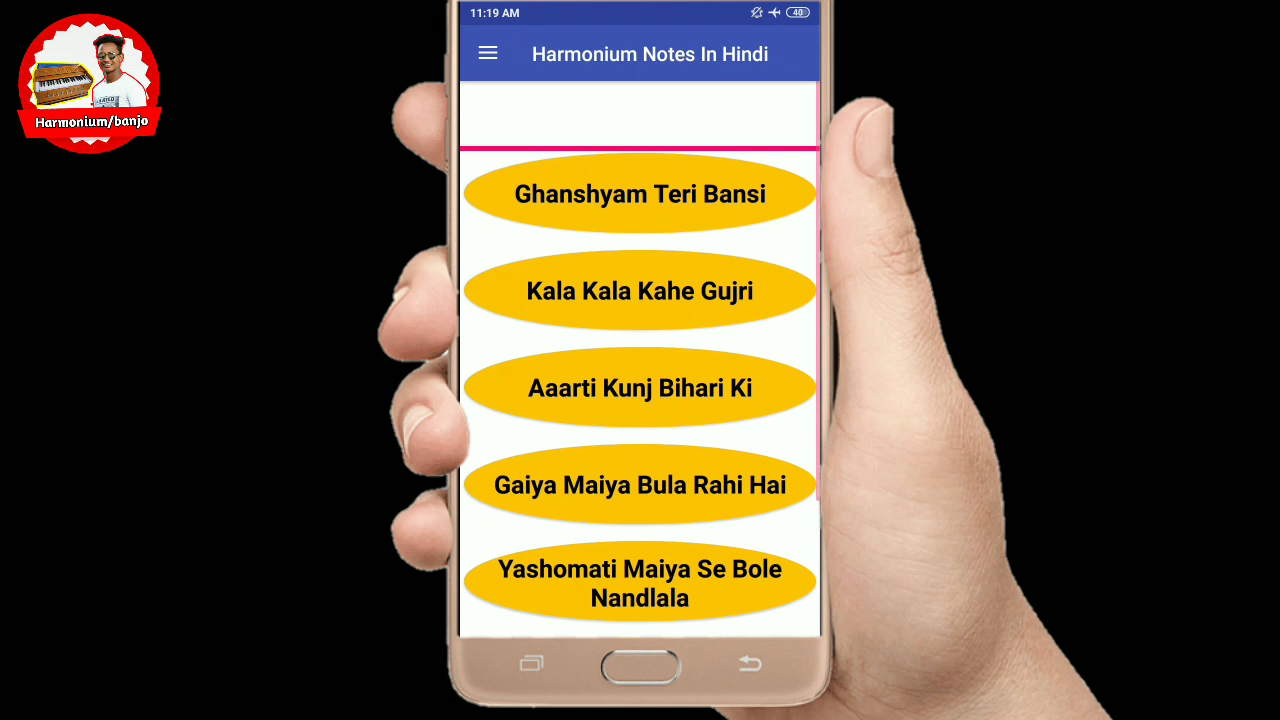 11:19 AM
40
Harmonium Notes In Hindi
Harmonium/banjo
Ghanshyam Teri Bansi
Kala Kala Kahe Gujri
Aaarti Kunj Bihari Ki
Gaiya Maiya Bula Rahi Hai
Yashomati Maiya Se Bole
Nandlala